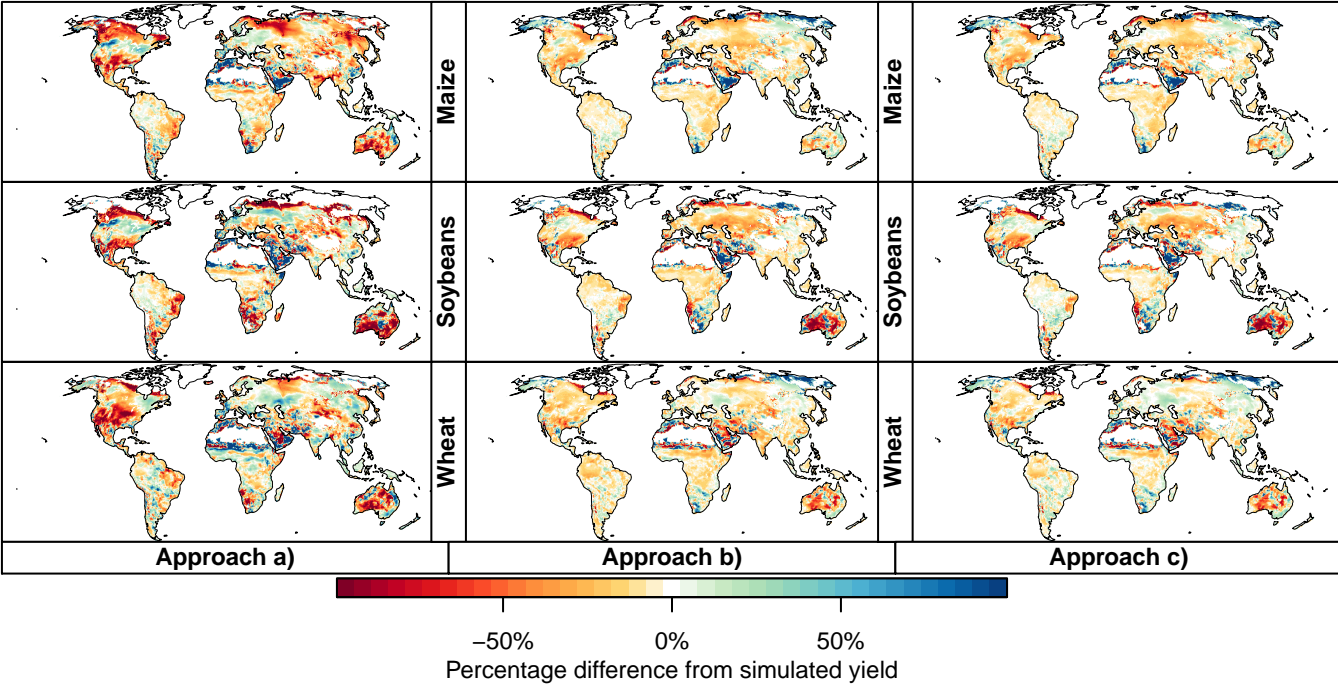 Maize
Maize
Soybeans
Soybeans
Wheat
Wheat
Approach a)
Approach b)
Approach c)
−50%
0%
50%
Percentage difference from simulated yield